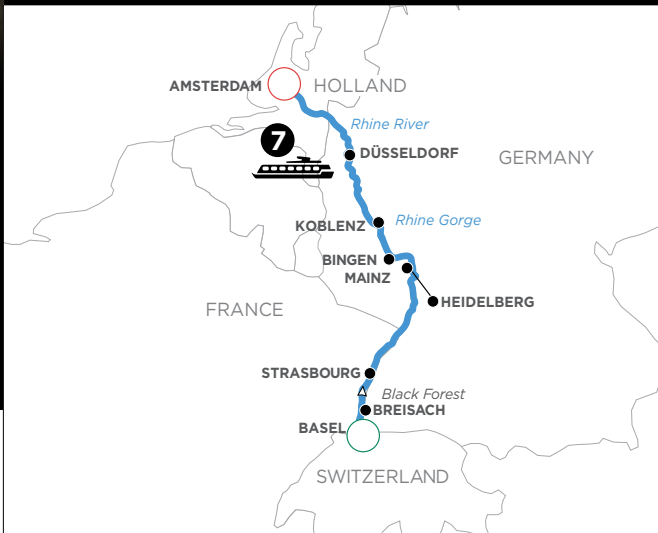 AMSTERDAM
HOLLAND
Rhine River
7
DÜSSELDORF
GERMANY
KOBLENZ
Rhine Gorge
BINGEN
MAINZ
HEIDELBERG
FRANCE
STRASBOURG
Black Forest
BREISACH
BASEL
SWITZERLAND